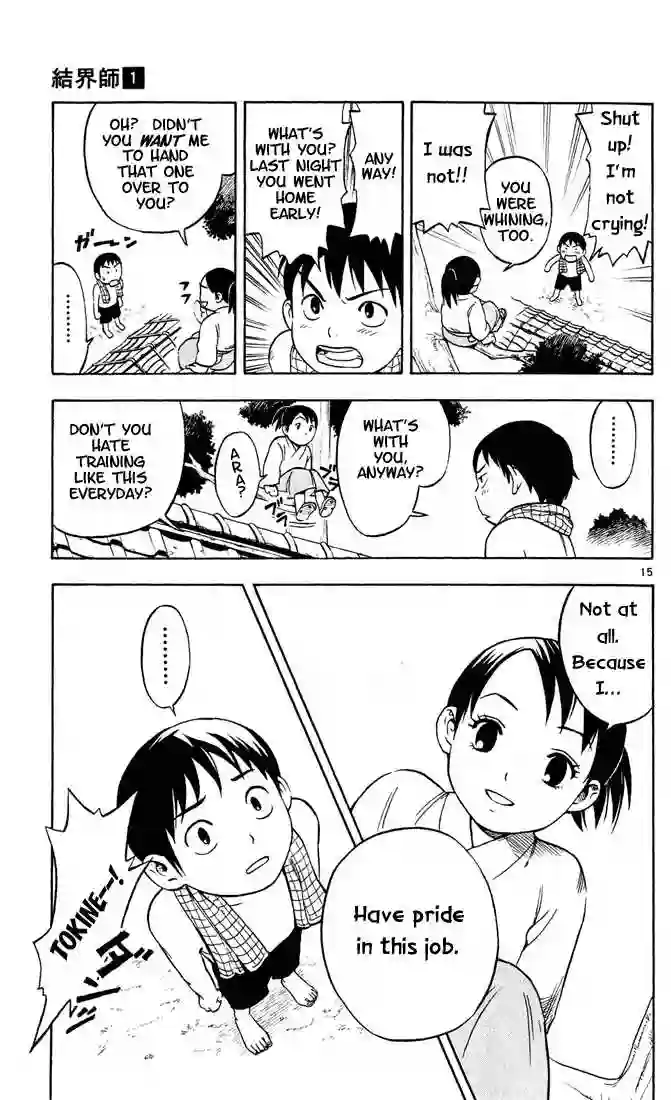 結界師 1
Shut
up!
I'm
not
crying!
YOU
WERE
WHINING,
TOO.
I was
not!!
ANY
WAY!
WHAT'S
WITH YOU?
LAST NIGHT
YOU WENT
HOME
EARLY!
OH? DIDN'T
YOU WANT ME
TO HAND
THAT ONE
OVER TO
YOU?
ガーン
........
........
WHAT'S
WITH
YOU,
ANYWAY?
ARA?
DON'T YOU
HATE
TRAINING
LIKE THIS
EVERYDAY?
15
Not at
all.
Because
I...
Have pride
in this job.
........
TOKINE--!